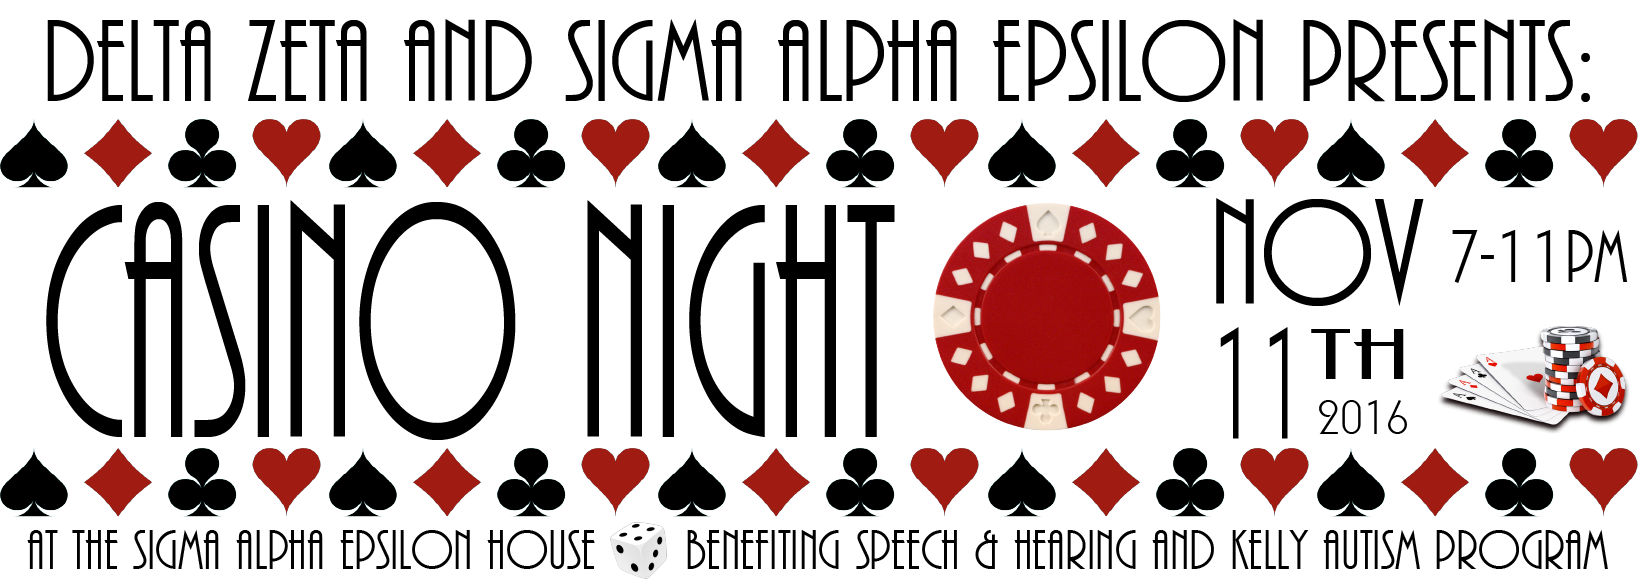 DELTA ZETA AND SIGMA ALPHA EPSILON PRESENTS:
CASINO NIGHT
NOV 7-11PM
11TH
2016
AT THE SIGMA ALPHA EPSILON HOUSE BENEFITING SPEECH & HEARING AND KELLY AUTISM PROGRAM